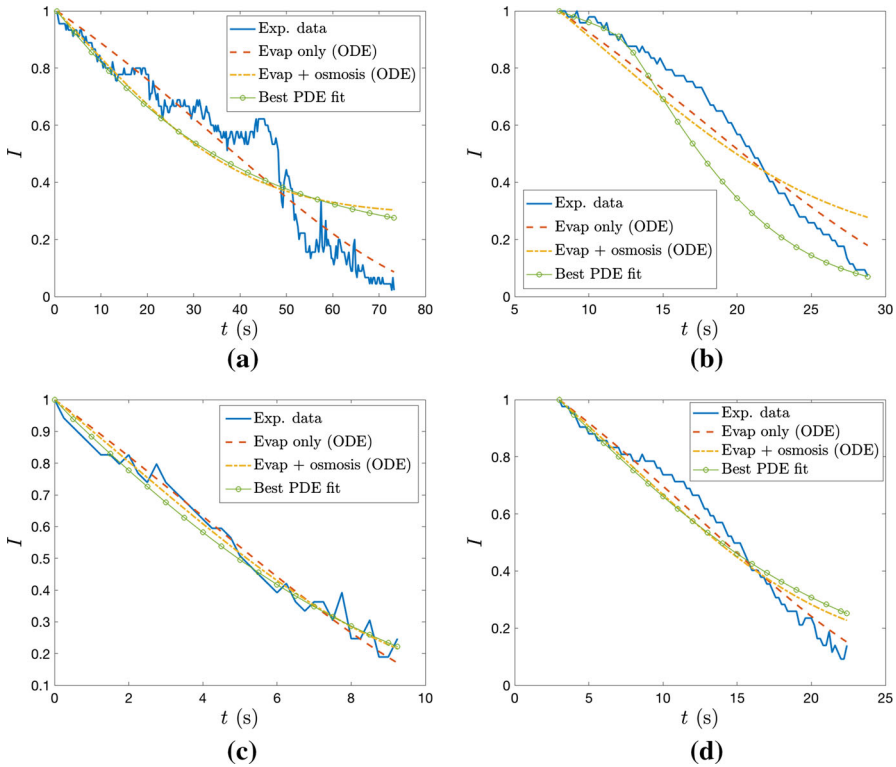 Exp. data
Evap only (ODE)
Evap + osmosis (ODE)
Best PDE fit
1
0.8
0.6
0.4
0.2
0
I
0 10 20 30 40 50 60 70 80
t (s)
(a)
Exp. data
Evap only (ODE)
Evap + osmosis (ODE)
Best PDE fit
1
0.8
0.6
0.4
0.2
0
I
5 10 15 20 25 30
t (s)
(b)
Exp. data
Evap only (ODE)
Evap + osmosis (ODE)
Best PDE fit
1
0.9
0.8
0.7
0.6
0.5
0.4
0.3
0.2
0.1
I
0 2 4 6 8 10
t (s)
(c)
Exp. data
Evap only (ODE)
Evap + osmosis (ODE)
Best PDE fit
1
0.8
0.6
0.4
0.2
0
I
0 5 10 15 20 25
t (s)
(d)